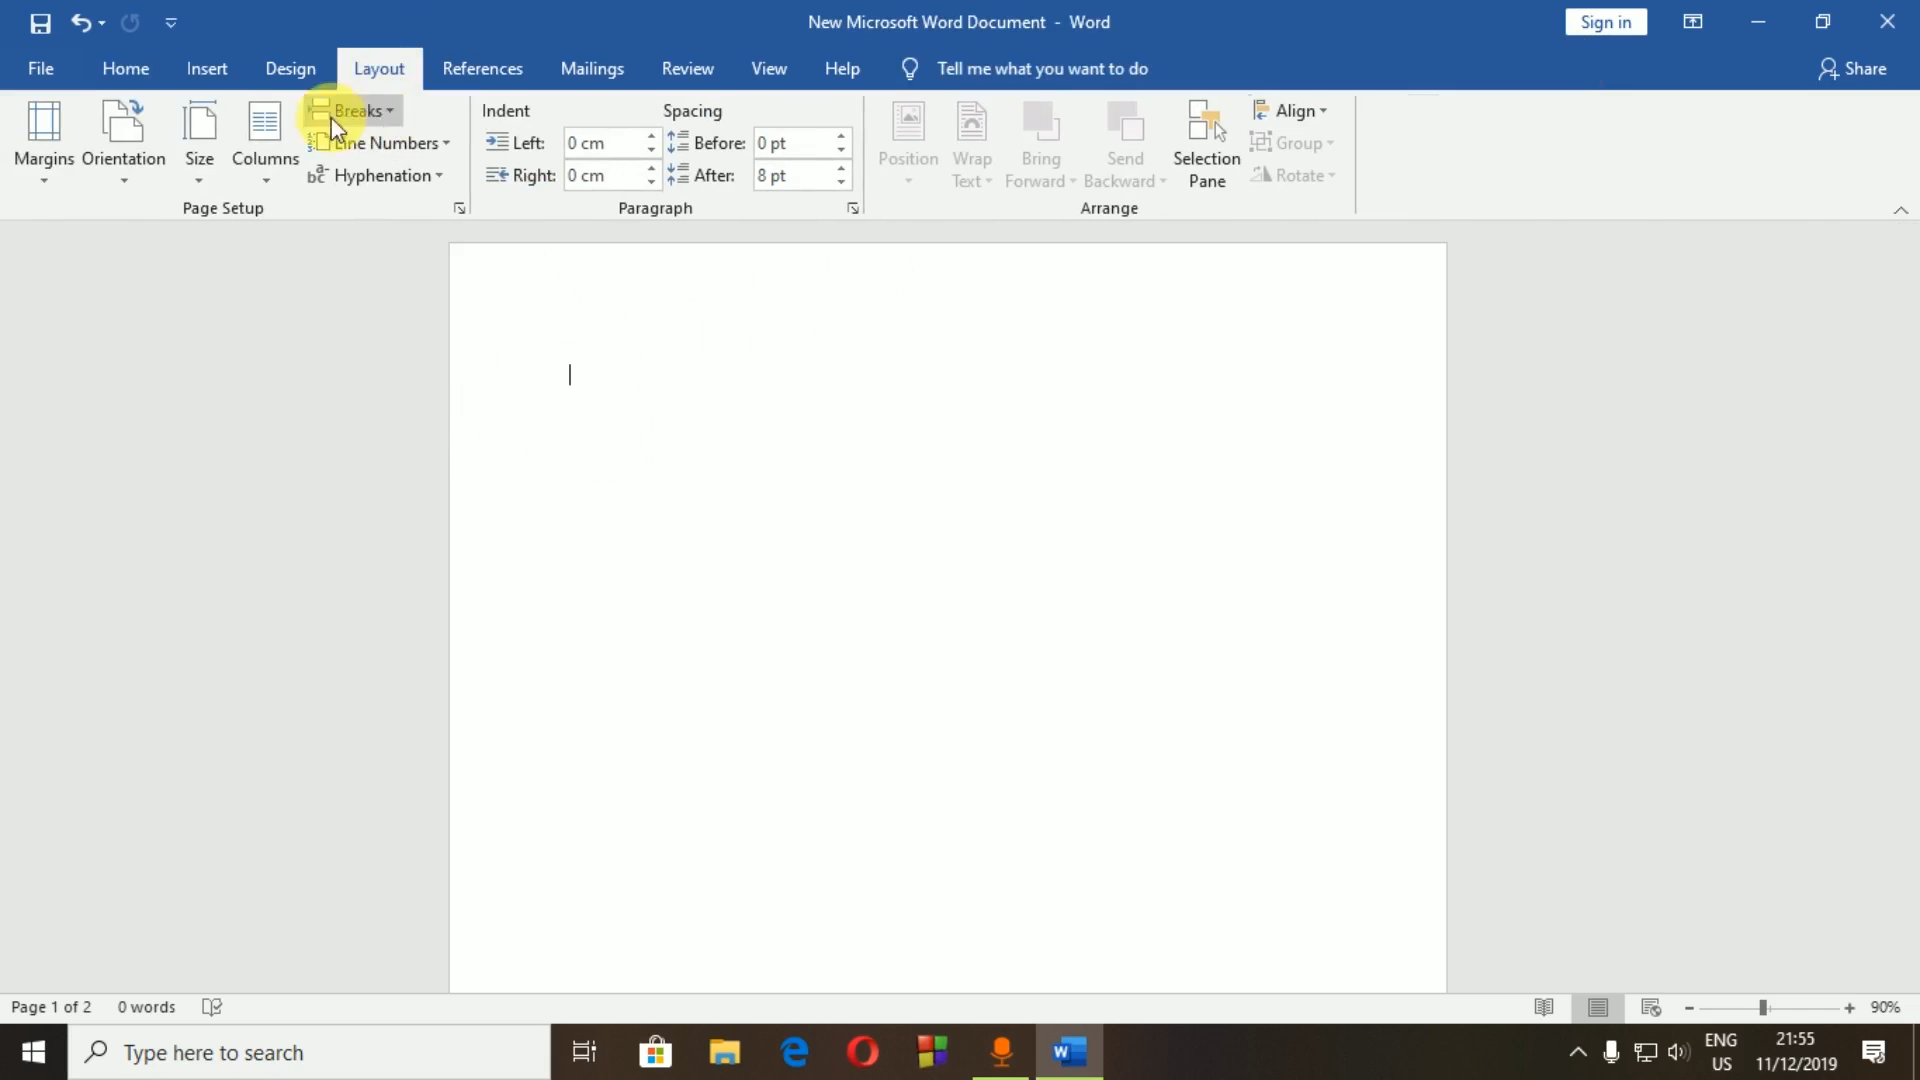 New Microsoft Word Document - Word
Sign in
File Home Insert Design Layout References Mailings Review View Help Tell me what you want to do Share
Breaks Indent Spacing Align
Line Numbers Left: 0 cm Before: 0 pt Group
Margins Orientation Size Columns Hyphenation Right: 0 cm After: 8 pt Position Wrap Text Bring Forward Send Backward Selection Pane Rotate
Page Setup Paragraph Arrange
Page 1 of 2 0 words 90%
Type here to search ENG US 21:55 11/12/2019